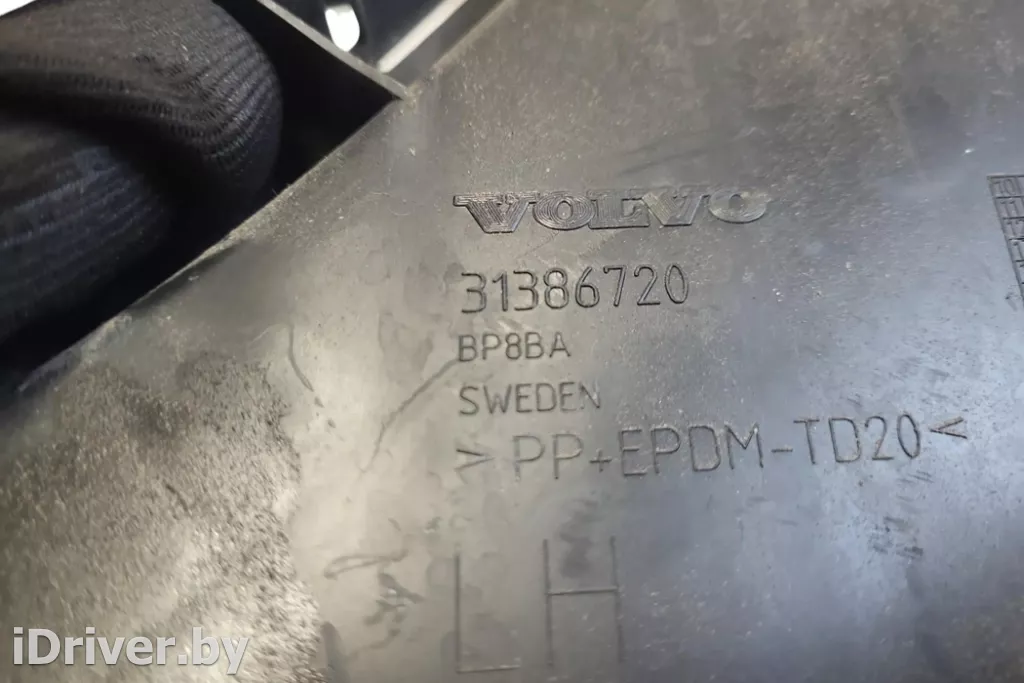 VOLVO
31386720
BP8BA
SWEDEN
>PP+EPDM-TD20<
LH
iDriver.by